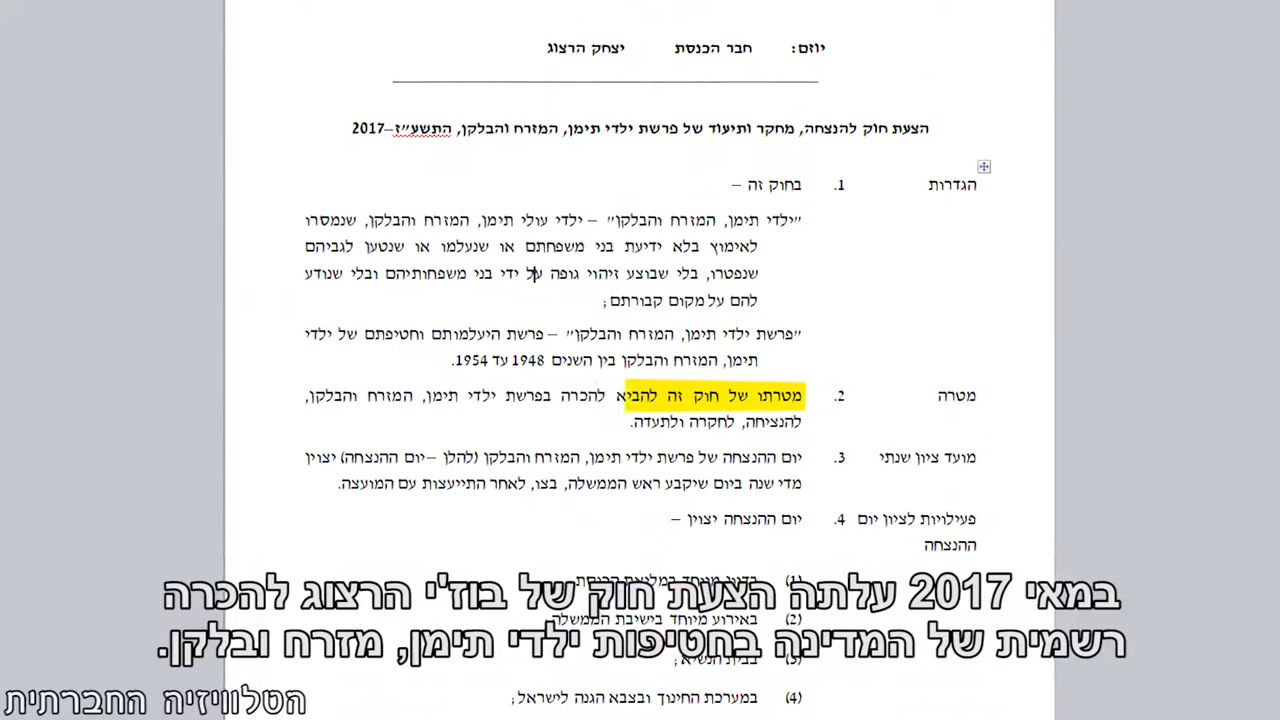 יוזם: חבר הכנסת יצחק הרצוג
הצעת חוק להנצחה, מחקר ותיעוד של פרשת ילדי תימן, המזרח והבלקן, התשע״ז–2017
הגדרות 1. בחוק זה –
״ילדי תימן, המזרח והבלקן״ – ילדי עולי תימן, המזרח והבלקן, שנמסרו
לאימוץ בלא ידיעת בני משפחתם או שנעלמו או שנטען לגביהם
שנפטרו, בלי שבוצע זיהוי גופה על ידי בני משפחותיהם ובלי שנודע
להם על מקום קבורתם;
״פרשת ילדי תימן, המזרח והבלקן״ – פרשת היעלמותם וחטיפתם של ילדי
תימן, המזרח והבלקן בין השנים 1948 עד 1954.
מטרה 2. מטרתו של חוק זה להביא להכרה בפרשת ילדי תימן, המזרח והבלקן,
להנציחה, לחקרה ולתעדה.
מועד ציון שנתי 3. יום ההנצחה של פרשת ילדי תימן, המזרח והבלקן (להלן – יום ההנצחה) יצוין
מדי שנה ביום שיקבע ראש הממשלה, בצו, לאחר התייעצות עם המועצה.
פעילויות לציון יום 4. יום ההנצחה יצוין –
ההנצחה
(1) בדיון מיוחד במליאת הכנסת
(2) באירוע מיוחד בישיבת הממשלה
(3) בבית הנשיא;
(4) במערכת החינוך ובצבא הגנה לישראל;
במאי 2017 עלתה הצעת חוק של בוז'י הרצוג להכרה
רשמית של המדינה בחטיפות ילדי תימן, מזרח ובלקן.
הטלוויזיה החברתית